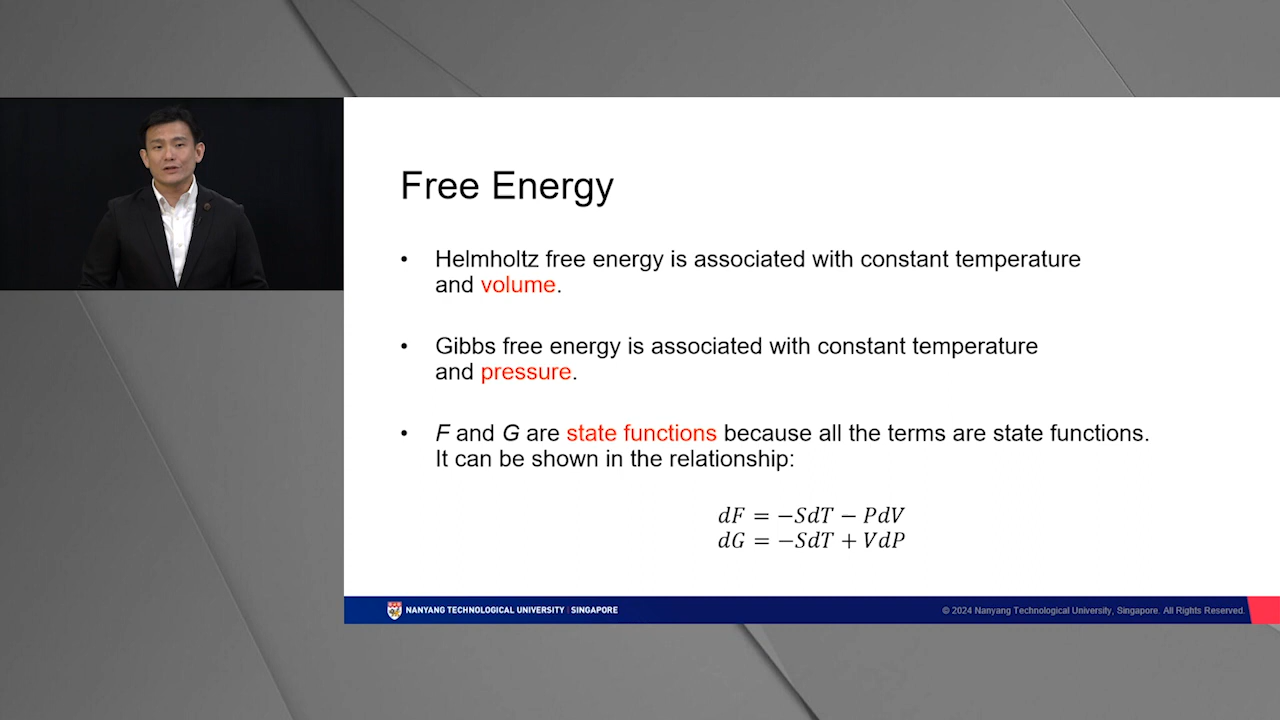 Free Energy
• Helmholtz free energy is associated with constant temperature
and volume.
• Gibbs free energy is associated with constant temperature
and pressure.
• F and G are state functions because all the terms are state functions.
It can be shown in the relationship:
dF = −SdT − PdV
dG = −SdT + VdP
NANYANG TECHNOLOGICAL UNIVERSITY | SINGAPORE
© 2024 Nanyang Technological University, Singapore. All Rights Reserved.